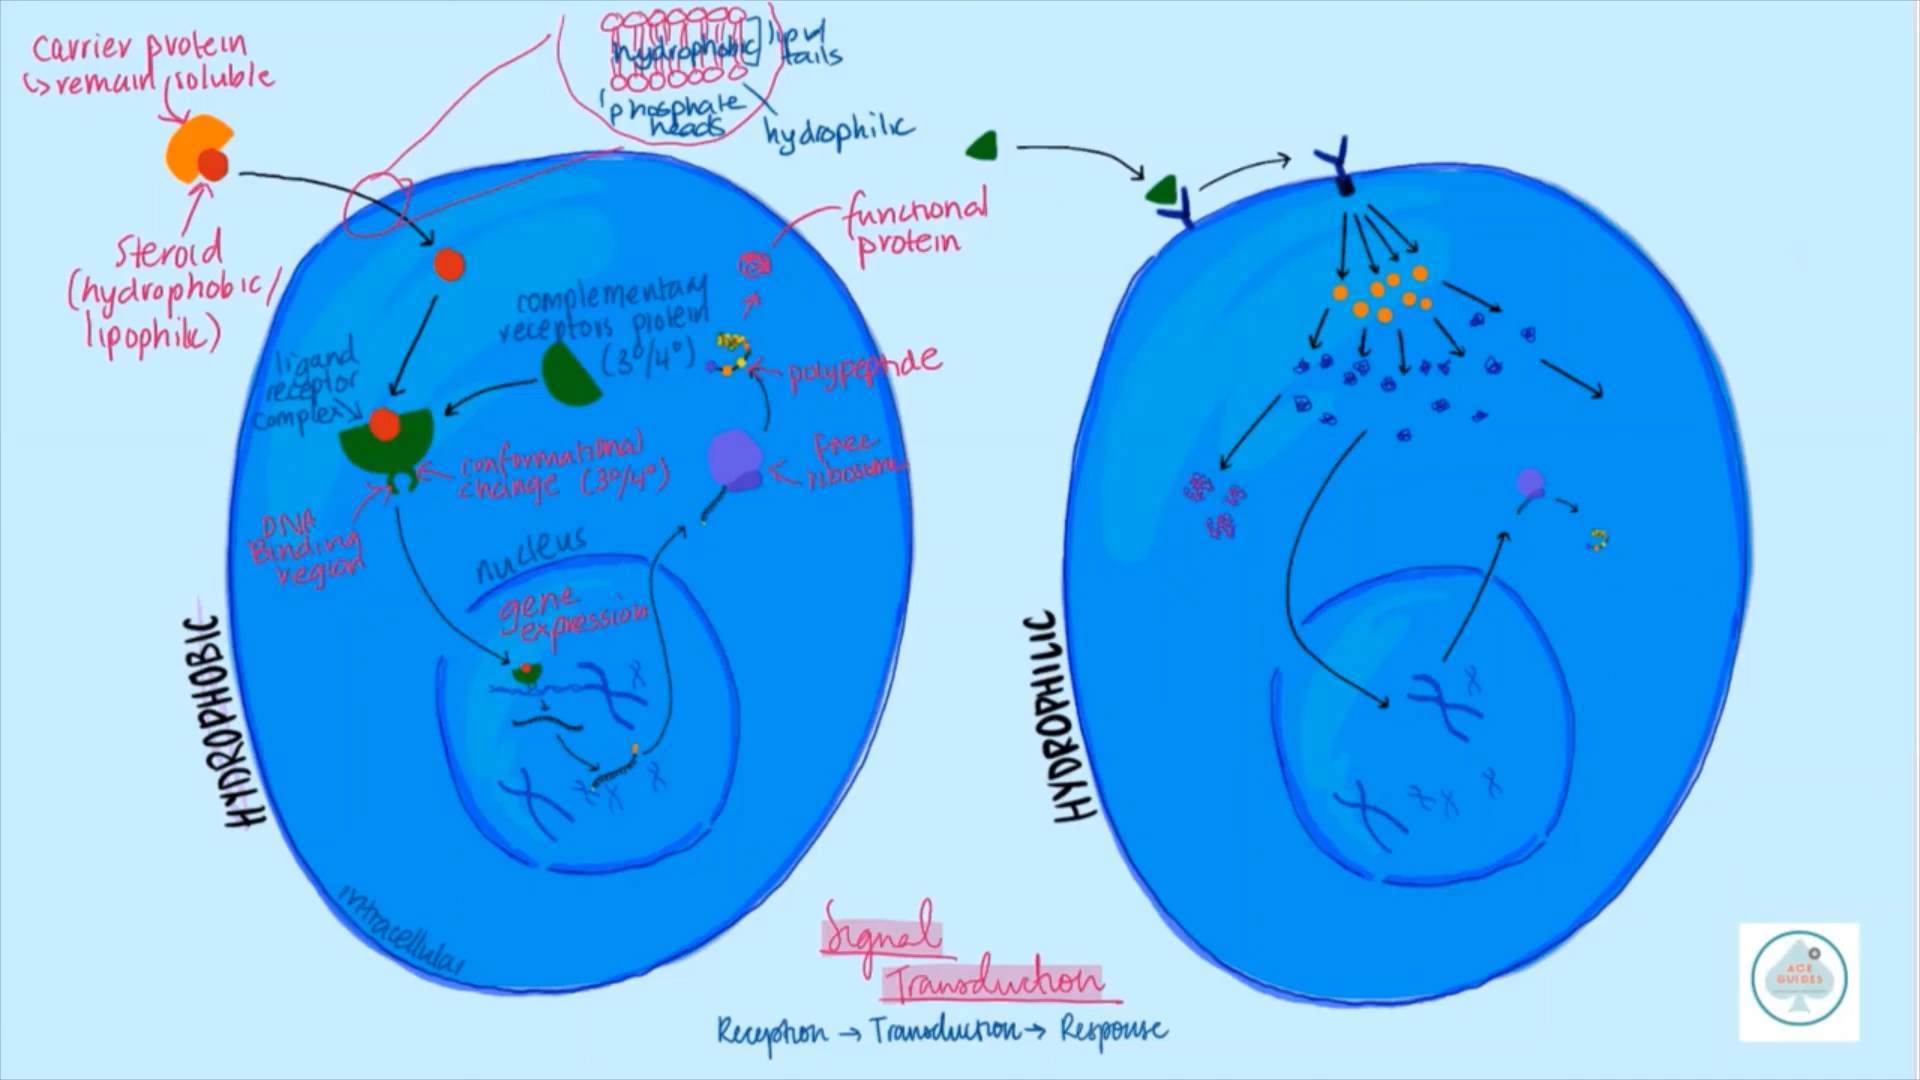 Carrier protein
↳ remain soluble
Steroid
(hydrophobic/
lipophilic)
hydrophobic
lipid
tails
phosphate
heads
hydrophilic
functional
protein
complementary
receptors protein
(3°/4°)
polypeptide
ligand
receptor
complex
conformational
change (3°/4°)
free
ribosome
DNA
Binding
region
nucleus
gene
expression
HYDROPHOBIC
intracellular
HYDROPHILIC
Signal
Transduction
Reception → Transduction → Response
ACE
GUIDES